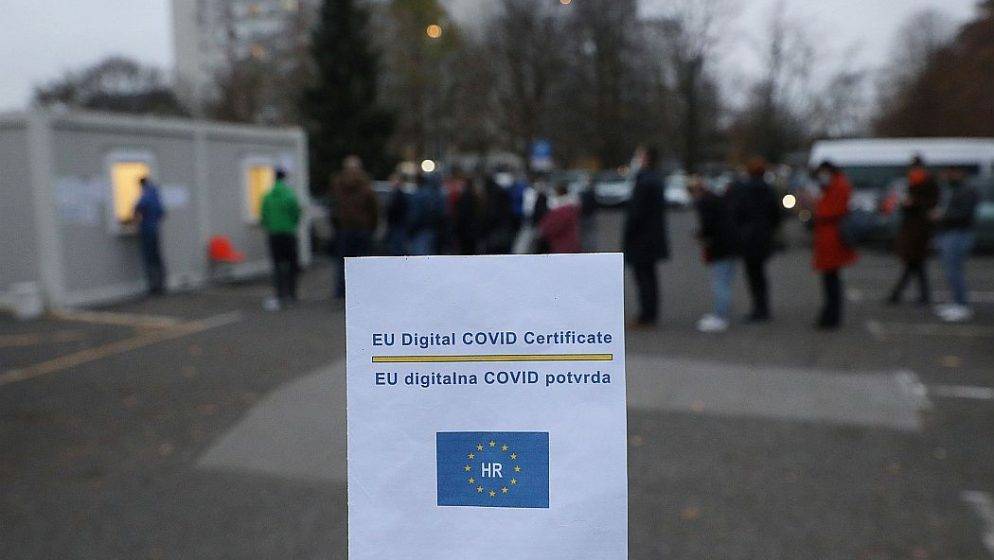 EU Digital COVID Certificate
EU digitalna COVID potvrda
HR